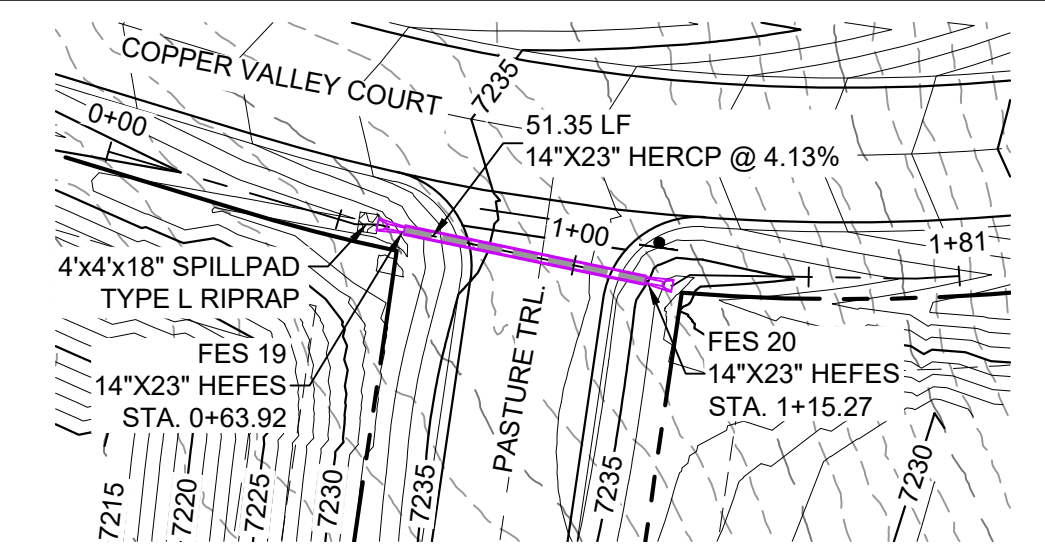 COPPER VALLEY COURT
7235
0+00
51.35 LF
14"X23" HERCP @ 4.13%
1+00
1+81
4'x4'x18" SPILLPAD
TYPE L RIPRAP
FES 19
14"X23" HEFES
STA. 0+63.92
PASTURE TRL.
FES 20
14"X23" HEFES
STA. 1+15.27
7215
7220
7225
7230
7235
7235
7230